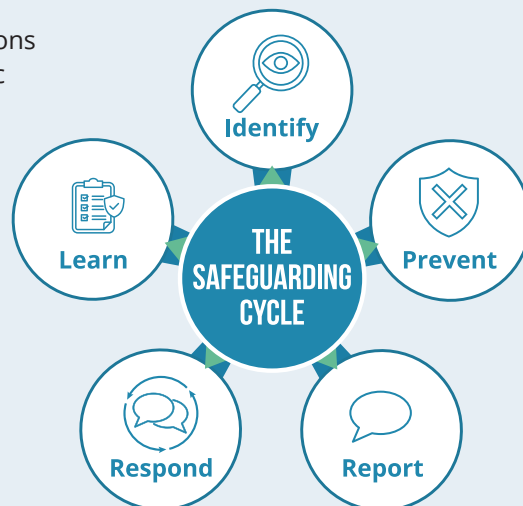 Identify
Prevent
Report
Respond
Learn
THE
SAFEGUARDING
CYCLE